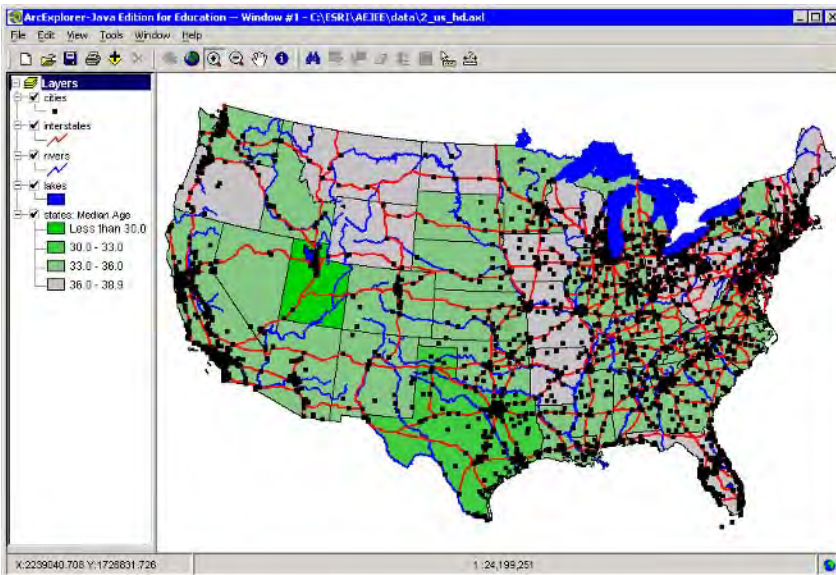 ArcExplorer-Java Edition for Education -- Window #1 - C:\ESRI\AEJEE\data\2_us_hd.axl
File Edit View Tools Window Help
Layers
cities
interstates
rivers
lakes
states: Median Age
Less than 30.0
30.0 - 33.0
33.0 - 36.0
36.0 - 38.9
X:2239040.708 Y:1728831.726
1:24,199,251